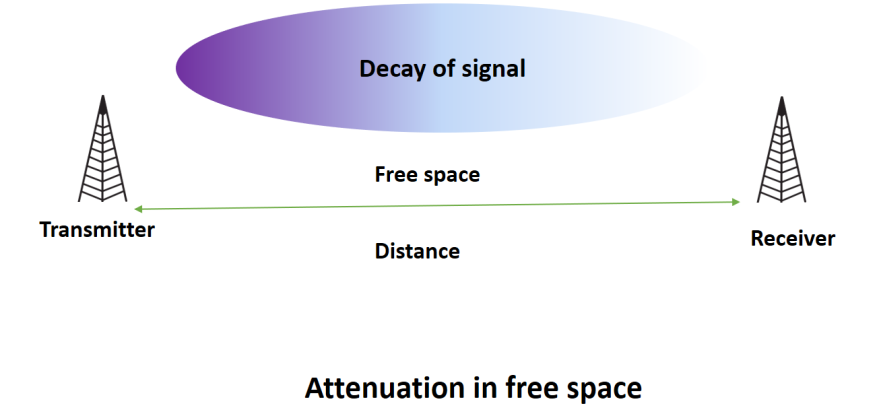 Decay of signal
Free space
Transmitter
Receiver
Distance
Attenuation in free space